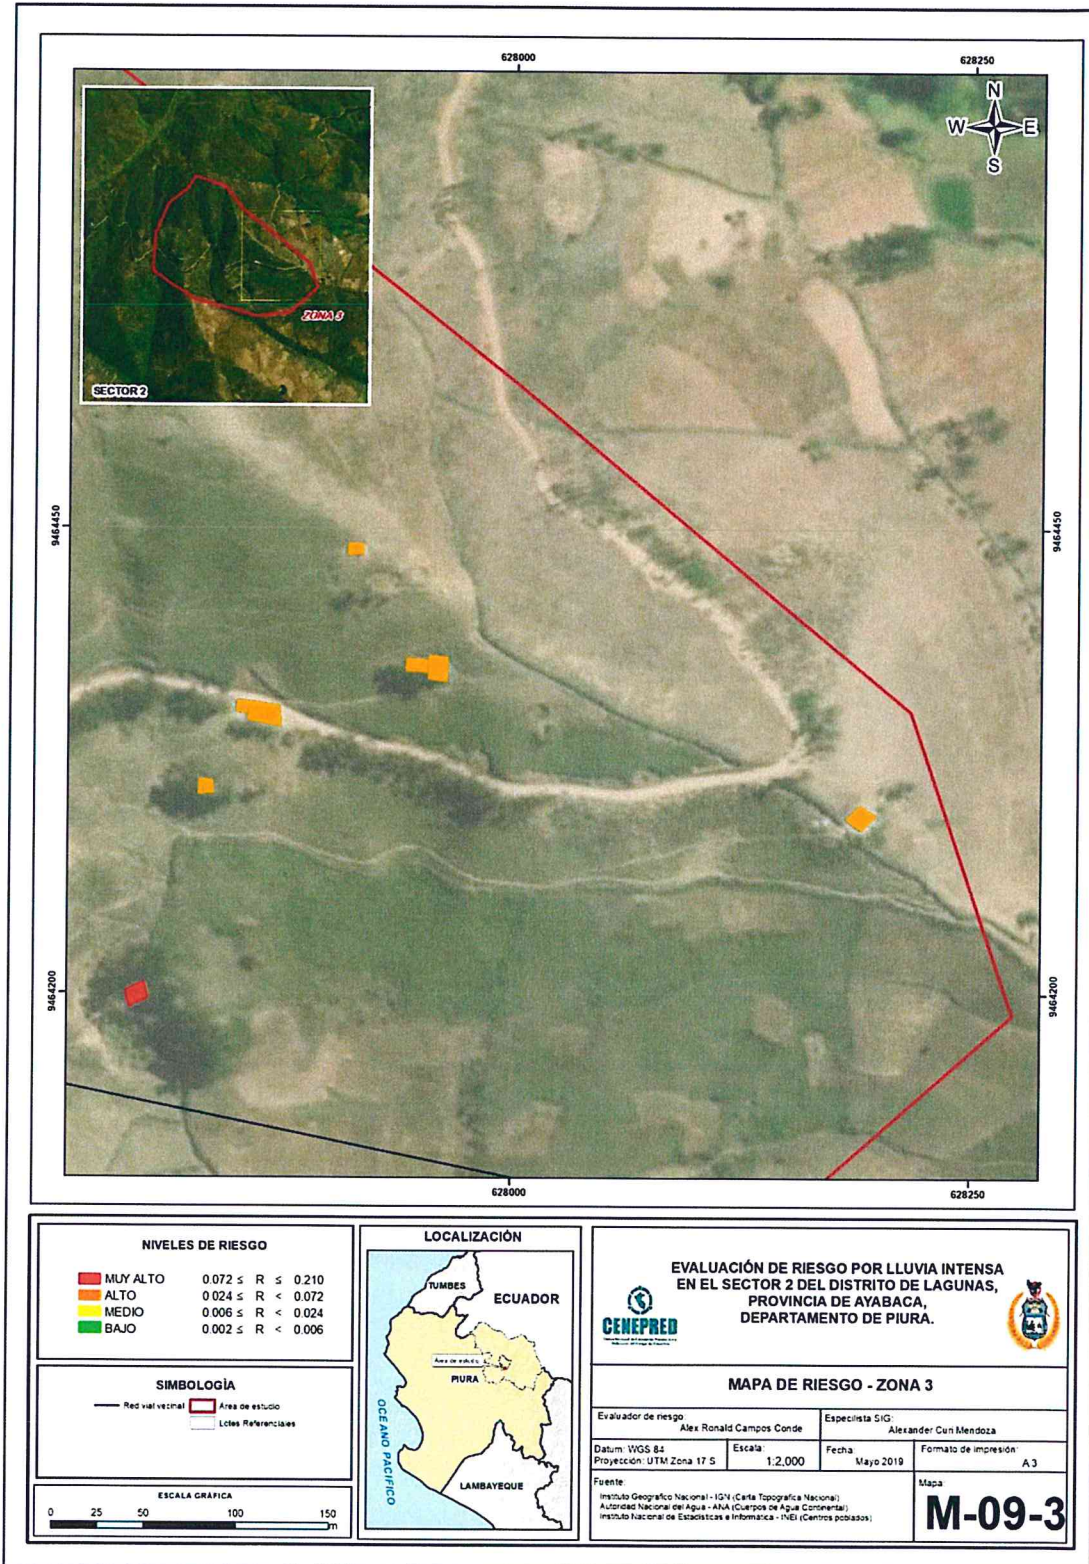 628000
628250
N
W
E
S
ZONA 3
SECTOR 2
9464450
9464450
9464200
9464200
628000
628250
NIVELES DE RIESGO
MUY ALTO 0.072 ≤ R ≤ 0.210
ALTO 0.024 ≤ R < 0.072
MEDIO 0.006 ≤ R < 0.024
BAJO 0.002 ≤ R < 0.006
SIMBOLOGÍA
Red vial vecinal
Area de estudio
Lotes Referenciales
ESCALA GRÁFICA
0 25 50 100 150
m
LOCALIZACIÓN
TUMBES
ECUADOR
Área de estudio
PIURA
OCEANO PACIFICO
LAMBAYEQUE
EVALUACIÓN DE RIESGO POR LLUVIA INTENSA
EN EL SECTOR 2 DEL DISTRITO DE LAGUNAS,
PROVINCIA DE AYABACA,
DEPARTAMENTO DE PIURA.
CENEPRED
MAPA DE RIESGO - ZONA 3
Evaluador de riesgo:
Alex Ronald Campos Conde
Especilista SIG:
Alexander Curi Mendoza
Datum: WGS 84
Proyección: UTM Zona 17 S
Escala:
1:2,000
Fecha
Mayo 2019
Formato de impresión:
A3
Fuente:
Instituto Geografico Nacional - IGN (Carta Topografica Nacional)
Autoridad Nacional del Agua - ANA (Cuerpos de Agua Continental)
Instituto Nacional de Estadisticas e Informatica - INEI (Centros poblados)
Mapa:
M-09-3